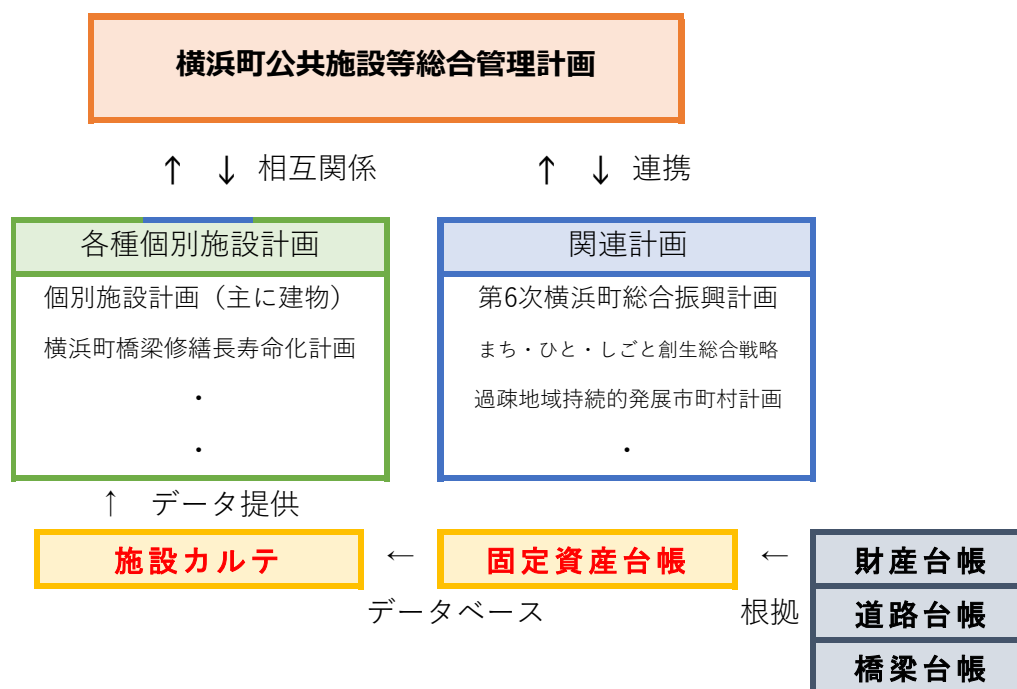 横浜町公共施設等総合管理計画
↑ ↓ 相互関係
↑ ↓ 連携
各種個別施設計画
個別施設計画（主に建物）
横浜町橋梁修繕長寿命化計画
・
・
関連計画
第6次横浜町総合振興計画
まち・ひと・しごと創生総合戦略
過疎地域持続的発展市町村計画
・
↑ データ提供
施設カルテ
←
固定資産台帳
←
財産台帳
データベース
根拠
道路台帳
橋梁台帳